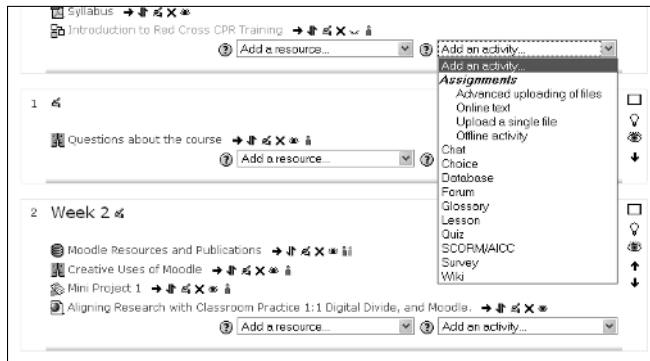 Syllabus
Introduction to Red Cross CPR Training
Add a resource... Add an activity...
Add an activity...
Assignments
Advanced uploading of files
Online text
Upload a single file
Offline activity
Chat
Choice
Database
Forum
Glossary
Lesson
Quiz
SCORM/AICC
Survey
Wiki
1
Questions about the course
Add a resource...
2 Week 2
Moodle Resources and Publications
Creative Uses of Moodle
Mini Project 1
Aligning Research with Classroom Practice 1:1 Digital Divide, and Moodle.
Add a resource... Add an activity...